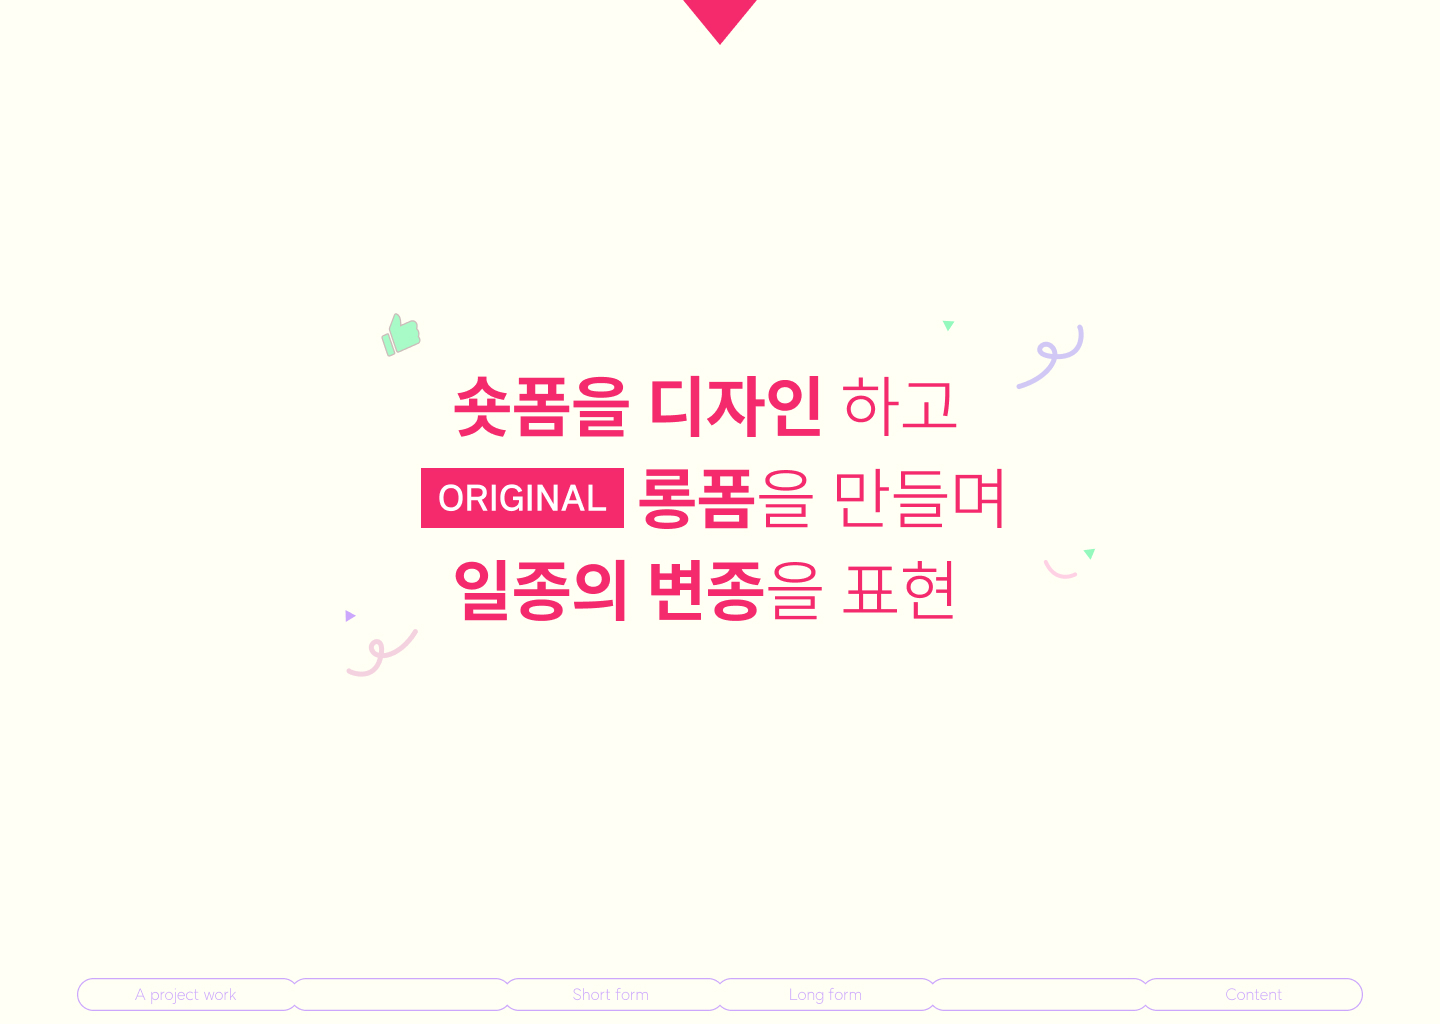 숏폼을 디자인 하고
ORIGINAL 롱폼을 만들며
일종의 변종을 표현
A project work
Short form
Long form
Content